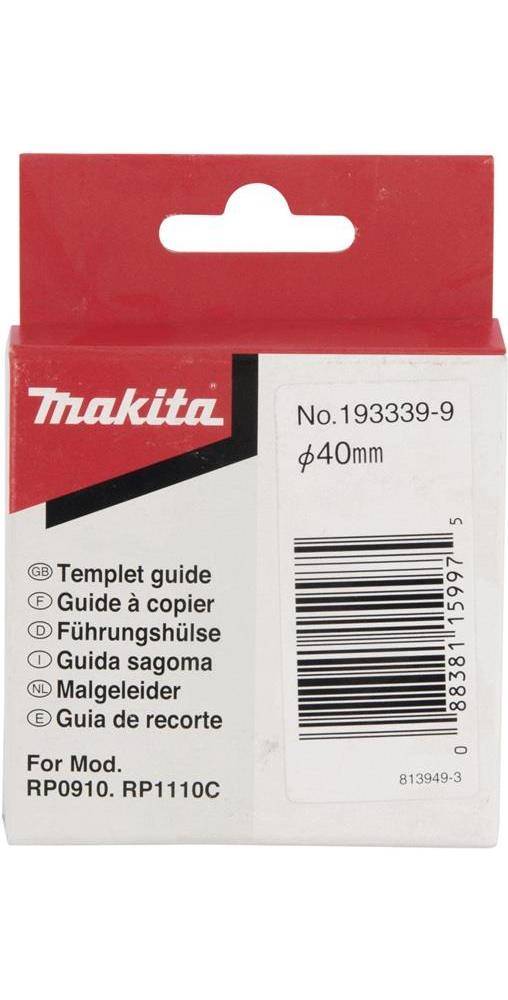 makita®
No.193339-9
φ40mm
GB Templet guide
F Guide à copier
D Führungshülse
I Guida sagoma
NL Malgeleider
E Guia de recorte
For Mod.
RP0910. RP1110C
0 88381 15997 5
813949-3